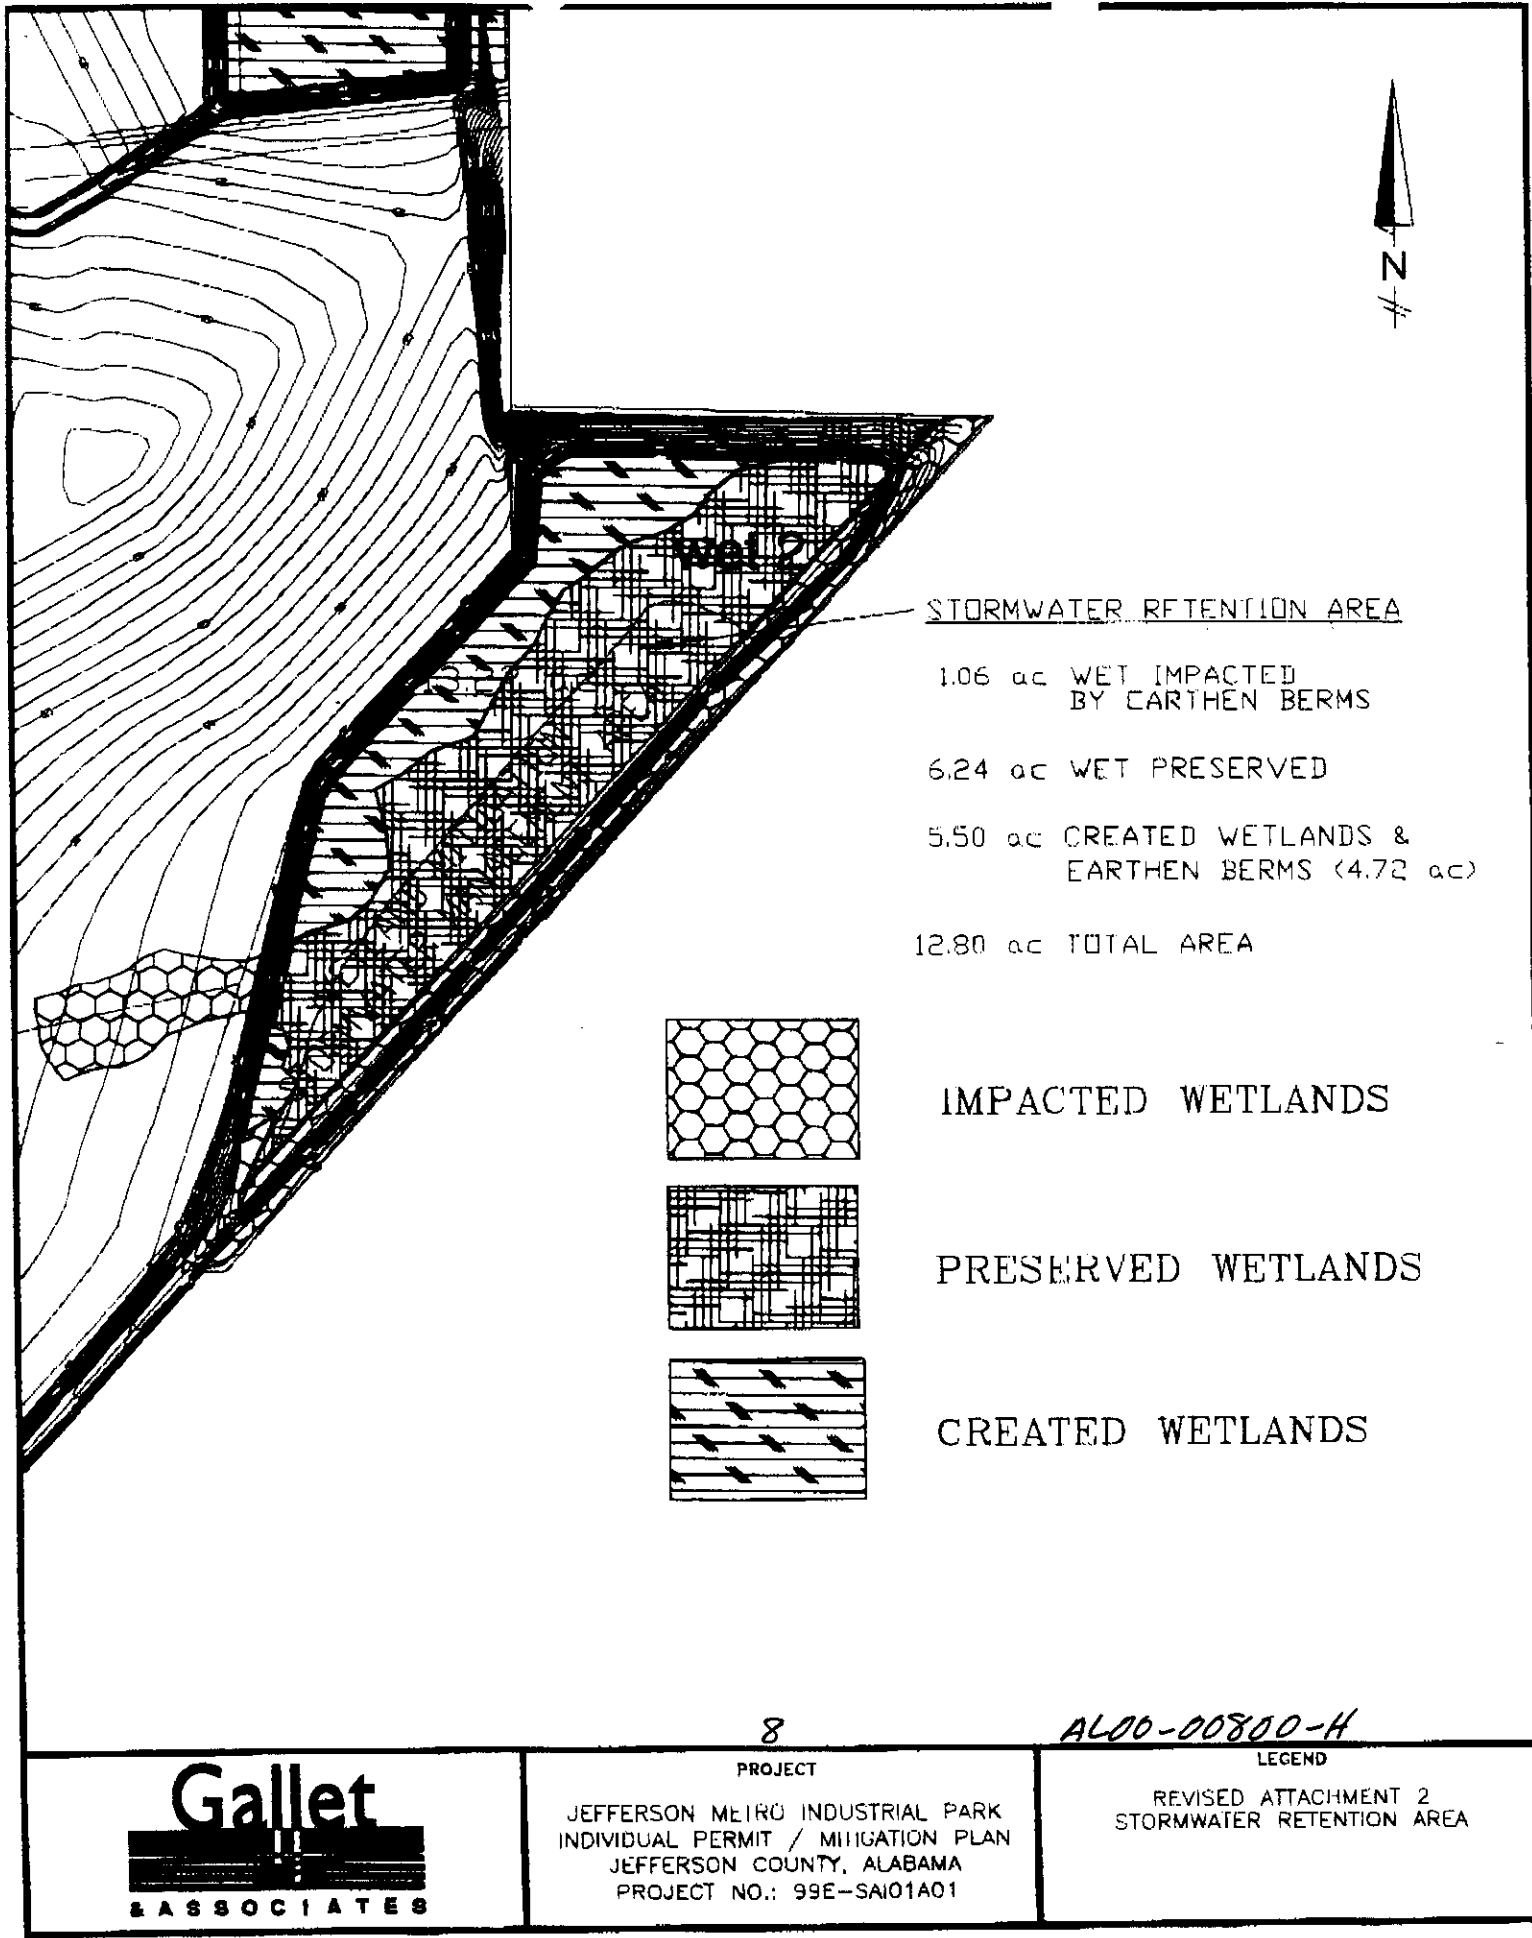 N
Wet 2
STORMWATER RETENTION AREA
1.06 ac WET IMPACTED
BY EARTHEN BERMS
6.24 ac WET PRESERVED
5.50 ac CREATED WETLANDS &
EARTHEN BERMS (4.72 ac)
12.80 ac TOTAL AREA
IMPACTED WETLANDS
PRESERVED WETLANDS
CREATED WETLANDS
8
AL00-00800-H
Gallet
& ASSOCIATES
PROJECT
JEFFERSON METRO INDUSTRIAL PARK
INDIVIDUAL PERMIT / MITIGATION PLAN
JEFFERSON COUNTY, ALABAMA
PROJECT NO.: 99E-SAI01A01
LEGEND
REVISED ATTACHMENT 2
STORMWATER RETENTION AREA